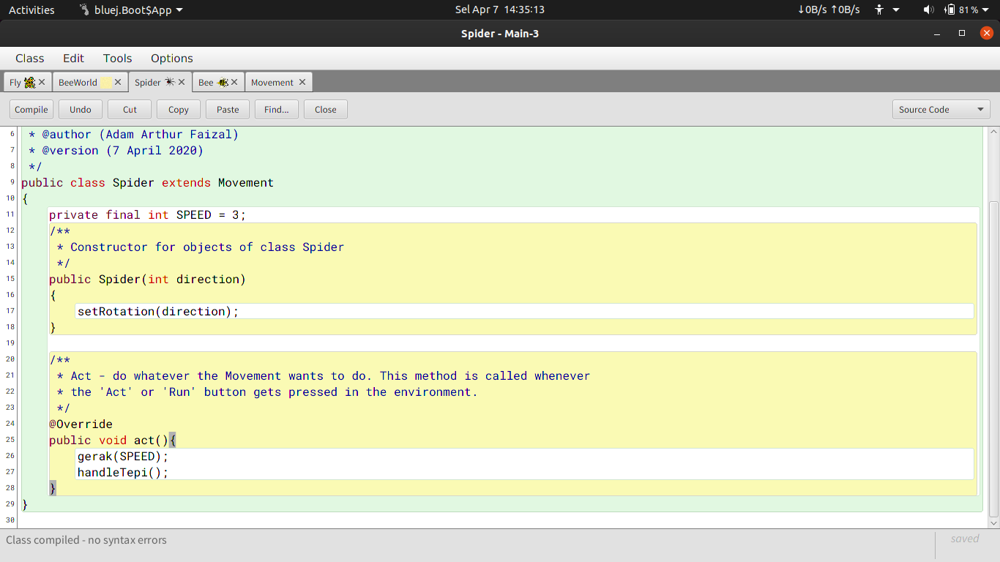 Activities bluej.Boot$App Sel Apr 7 14:35:13 ↓0B/s ↑0B/s 81%
Spider - Main-3
Class Edit Tools Options
Fly BeeWorld Spider Bee Movement
Compile Undo Cut Copy Paste Find... Close Source Code
6 * @author (Adam Arthur Faizal)
7 * @version (7 April 2020)
8 */
9 public class Spider extends Movement
10 {
11 private final int SPEED = 3;
12 /**
13 * Constructor for objects of class Spider
14 */
15 public Spider(int direction)
16 {
17 setRotation(direction);
18 }
19
20 /**
21 * Act - do whatever the Movement wants to do. This method is called whenever
22 * the 'Act' or 'Run' button gets pressed in the environment.
23 */
24 @Override
25 public void act(){
26 gerak(SPEED);
27 handleTepi();
28 }
29 }
30
Class compiled - no syntax errors saved